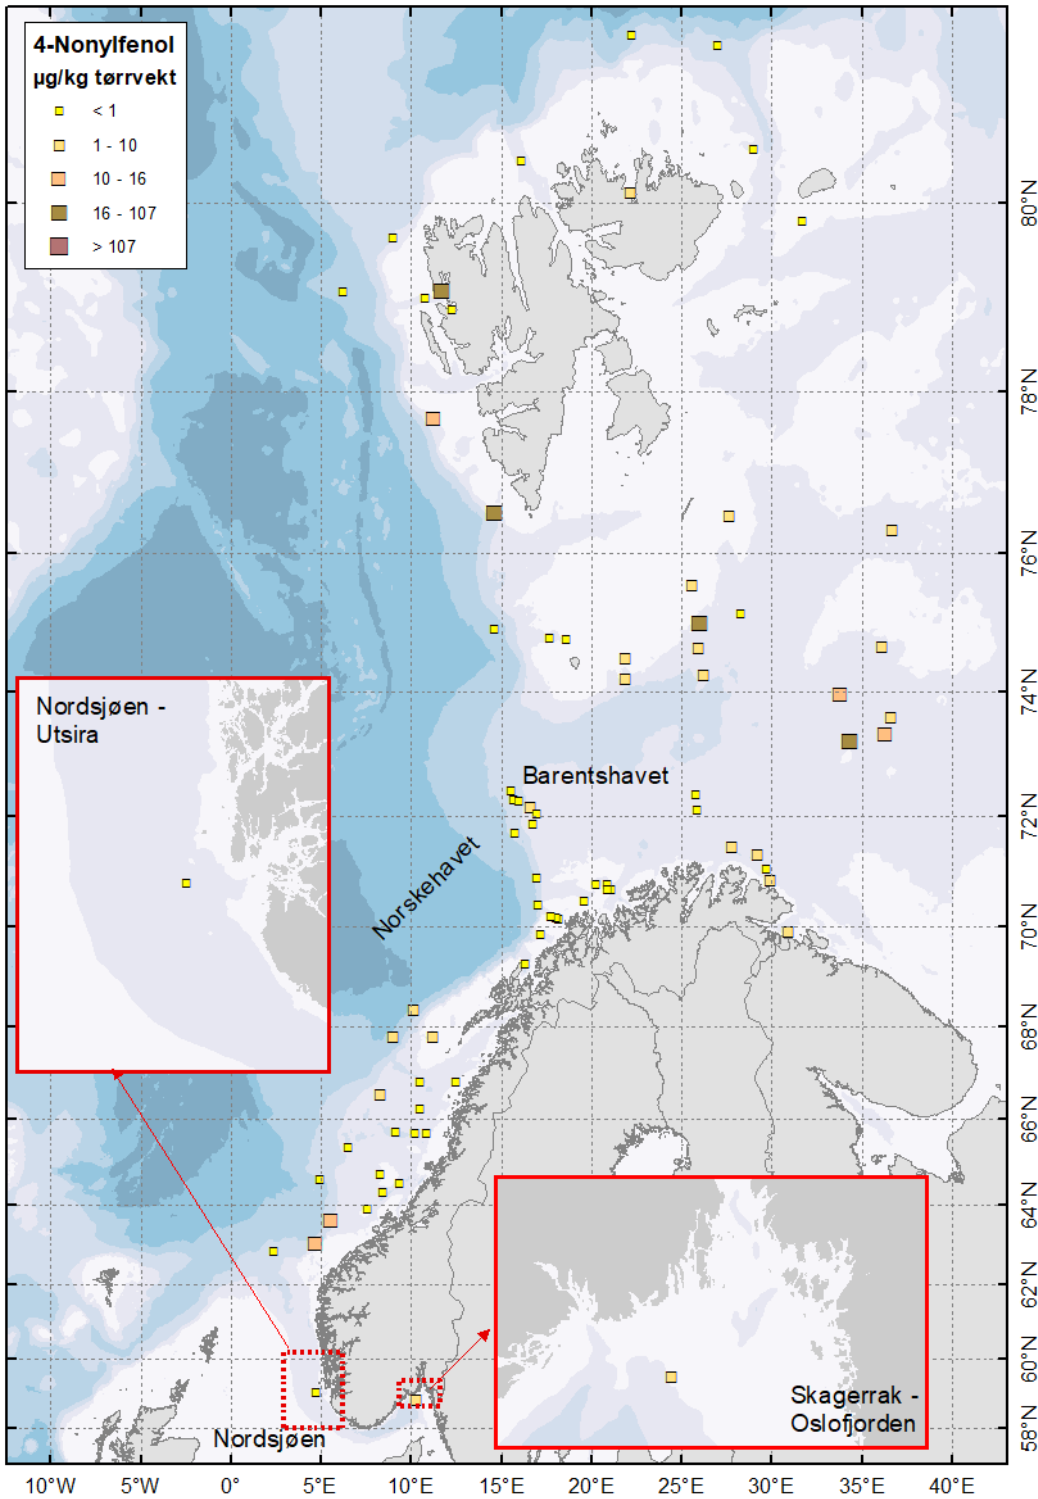 4-Nonylfenol
µg/kg tørrvekt
< 1
1 - 10
10 - 16
16 - 107
> 107
80°N
78°N
76°N
74°N
72°N
70°N
68°N
66°N
64°N
62°N
60°N
58°N
Nordsjøen -
Utsira
Barentshavet
Norskehavet
Skagerrak -
Oslofjorden
Nordsjøen
10°W
5°W
0°
5°E
10°E
15°E
20°E
25°E
30°E
35°E
40°E